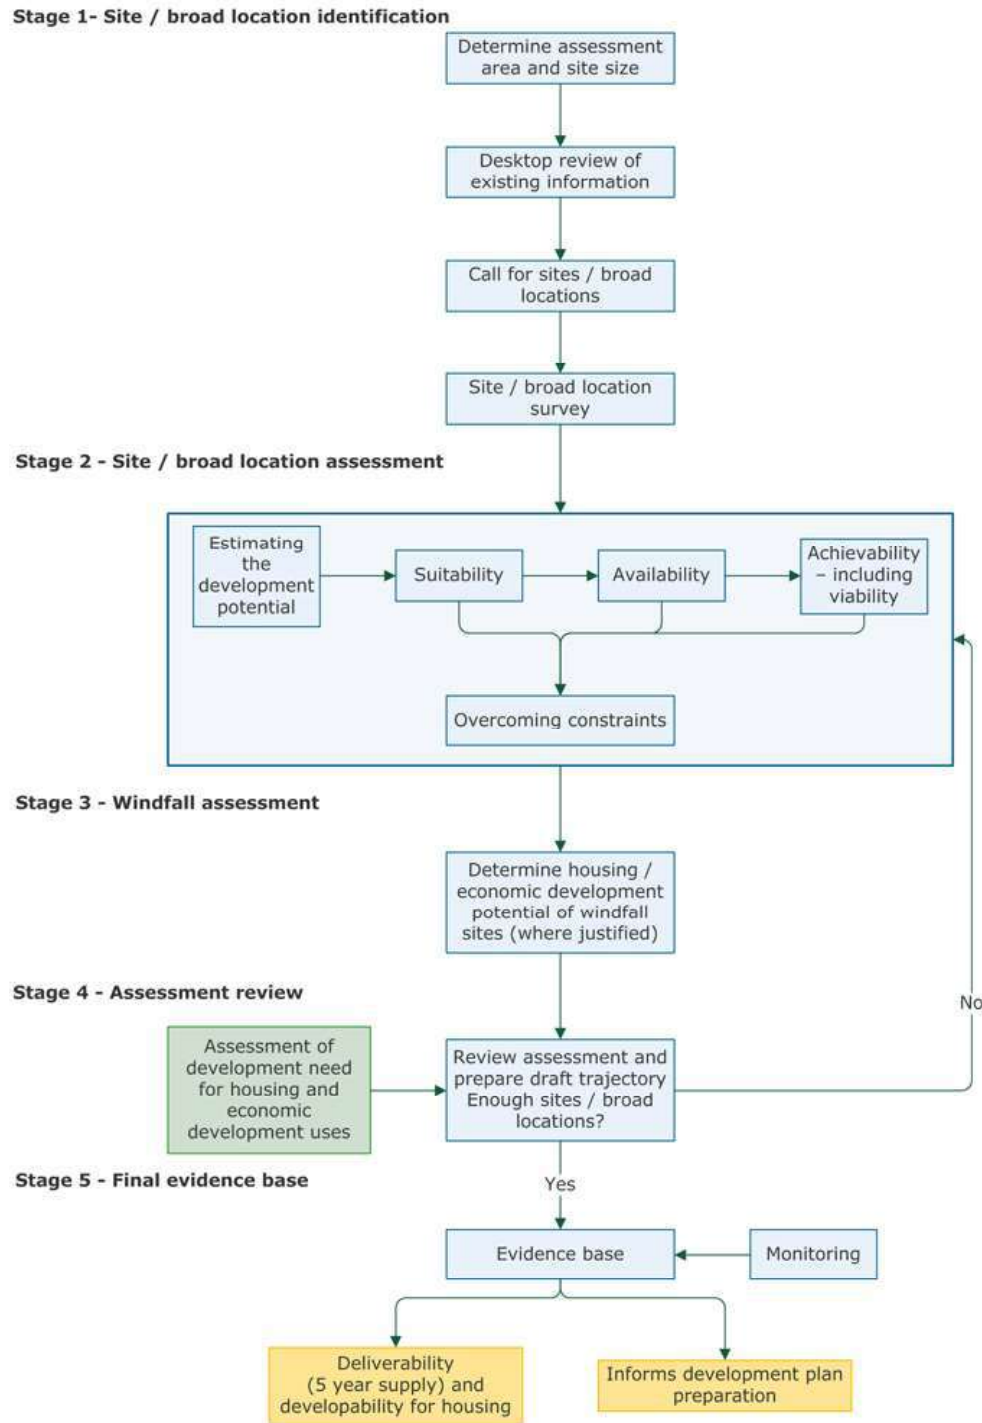 Stage 1- Site / broad location identification
Determine assessment
area and site size
Desktop review of
existing information
Call for sites / broad
locations
Site / broad location
survey
Stage 2 - Site / broad location assessment
Estimating
the
development
potential
Suitability
Availability
Achievability
– including
viability
Overcoming constraints
Stage 3 - Windfall assessment
Determine housing /
economic development
potential of windfall
sites (where justified)
Stage 4 - Assessment review
No
Assessment of
development need
for housing and
economic
development uses
Review assessment and
prepare draft trajectory
Enough sites / broad
locations?
Stage 5 - Final evidence base
Yes
Evidence base
Monitoring
Deliverability
(5 year supply) and
developability for housing
Informs development plan
preparation